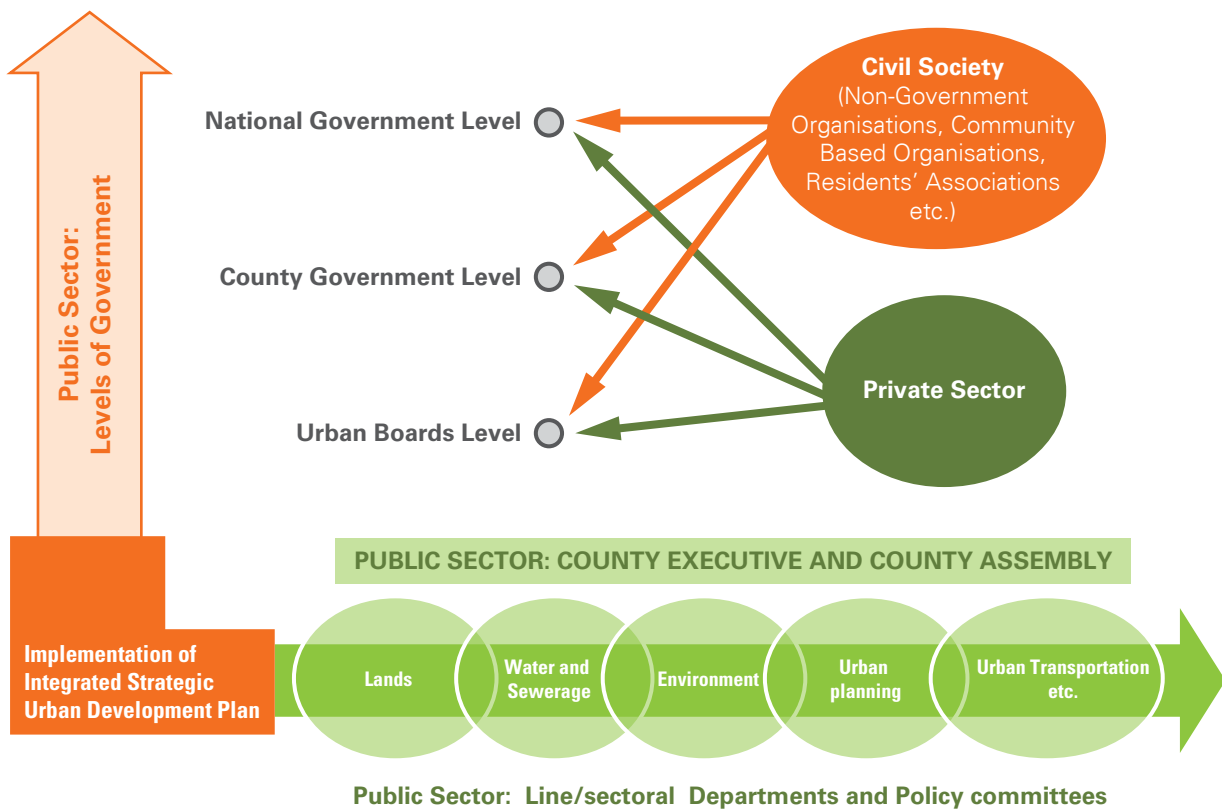 Public Sector:
Levels of Government
National Government Level
County Government Level
Urban Boards Level
Civil Society
(Non-Government
Organisations, Community
Based Organisations,
Residents’ Associations
etc.)
Private Sector
PUBLIC SECTOR: COUNTY EXECUTIVE AND COUNTY ASSEMBLY
Implementation of
Integrated Strategic
Urban Development Plan
Lands
Water and
Sewerage
Environment
Urban
planning
Urban Transportation
etc.
Public Sector: Line/sectoral Departments and Policy committees